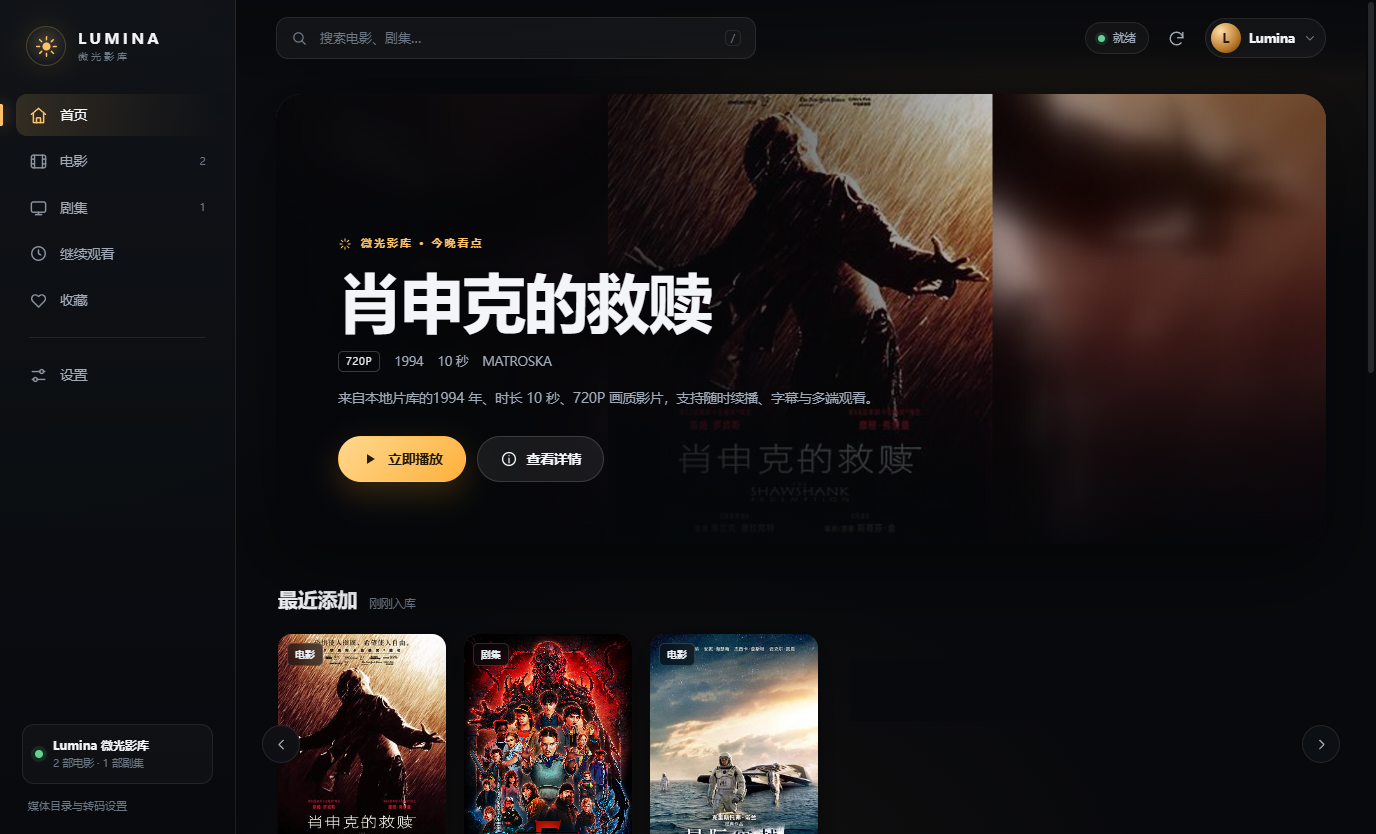 LUMINA
微光影库
搜索电影、剧集...
/
就绪
L
Lumina
首页
电影
2
剧集
1
继续观看
收藏
设置
微光影库 • 今晚看点
肖申克的救赎
720P
1994
10 秒
MATROSKA
来自本地片库的1994 年、时长 10 秒、720P 画质影片，支持随时续播、字幕与多端观看。
立即播放
查看详情
肖申克的救赎
SHAWSHANK
REDEMPTION
最近添加
刚刚入库
电影
肖申克的救赎
剧集
电影
Lumina 微光影库
2 部电影 · 1 部剧集
媒体目录与转码设置